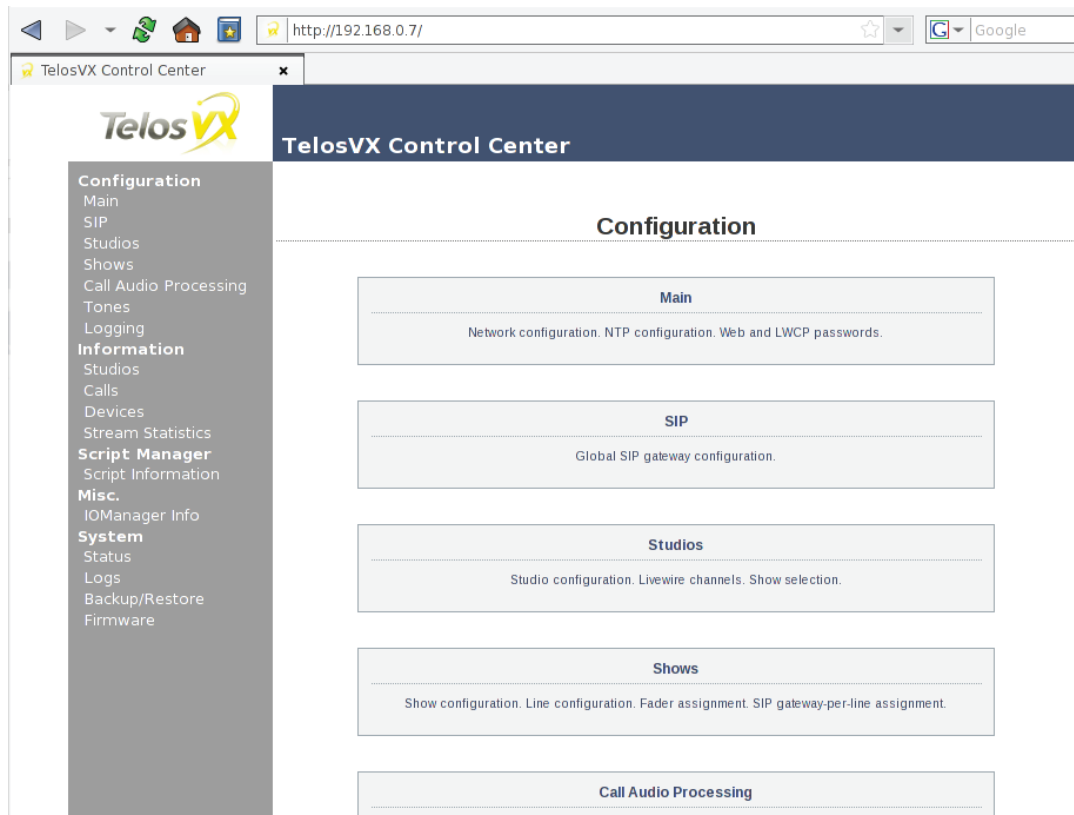 http://192.168.0.7/
G
Google
TelosVX Control Center
Telos VX
TelosVX Control Center
Configuration
Main
SIP
Studios
Shows
Call Audio Processing
Tones
Logging
Information
Studios
Calls
Devices
Stream Statistics
Script Manager
Script Information
Misc.
IOManager Info
System
Status
Logs
Backup/Restore
Firmware
Configuration
Main
Network configuration. NTP configuration. Web and LWCP passwords.
SIP
Global SIP gateway configuration.
Studios
Studio configuration. Livewire channels. Show selection.
Shows
Show configuration. Line configuration. Fader assignment. SIP gateway-per-line assignment.
Call Audio Processing